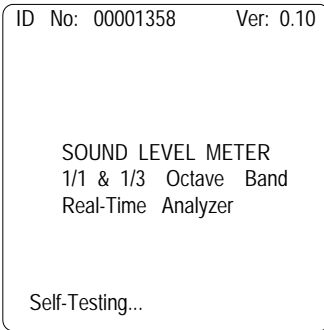 ID No: 00001358 Ver: 0.10
SOUND LEVEL METER
1/1 & 1/3 Octave Band
Real-Time Analyzer
Self-Testing...